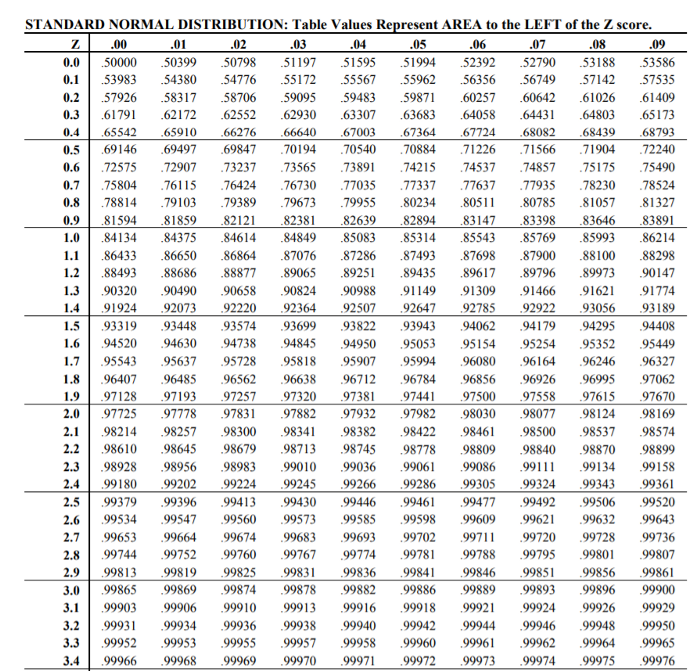 STANDARD NORMAL DISTRIBUTION: Table Values Represent AREA to the LEFT of the Z score.
Z .00 .01 .02 .03 .04 .05 .06 .07 .08 .09
0.0 .50000 .50399 .50798 .51197 .51595 .51994 .52392 .52790 .53188 .53586
0.1 .53983 .54380 .54776 .55172 .55567 .55962 .56356 .56749 .57142 .57535
0.2 .57926 .58317 .58706 .59095 .59483 .59871 .60257 .60642 .61026 .61409
0.3 .61791 .62172 .62552 .62930 .63307 .63683 .64058 .64431 .64803 .65173
0.4 .65542 .65910 .66276 .66640 .67003 .67364 .67724 .68082 .68439 .68793
0.5 .69146 .69497 .69847 .70194 .70540 .70884 .71226 .71566 .71904 .72240
0.6 .72575 .72907 .73237 .73565 .73891 .74215 .74537 .74857 .75175 .75490
0.7 .75804 .76115 .76424 .76730 .77035 .77337 .77637 .77935 .78230 .78524
0.8 .78814 .79103 .79389 .79673 .79955 .80234 .80511 .80785 .81057 .81327
0.9 .81594 .81859 .82121 .82381 .82639 .82894 .83147 .83398 .83646 .83891
1.0 .84134 .84375 .84614 .84849 .85083 .85314 .85543 .85769 .85993 .86214
1.1 .86433 .86650 .86864 .87076 .87286 .87493 .87698 .87900 .88100 .88298
1.2 .88493 .88686 .88877 .89065 .89251 .89435 .89617 .89796 .89973 .90147
1.3 .90320 .90490 .90658 .90824 .90988 .91149 .91309 .91466 .91621 .91774
1.4 .91924 .92073 .92220 .92364 .92507 .92647 .92785 .92922 .93056 .93189
1.5 .93319 .93448 .93574 .93699 .93822 .93943 .94062 .94179 .94295 .94408
1.6 .94520 .94630 .94738 .94845 .94950 .95053 .95154 .95254 .95352 .95449
1.7 .95543 .95637 .95728 .95818 .95907 .95994 .96080 .96164 .96246 .96327
1.8 .96407 .96485 .96562 .96638 .96712 .96784 .96856 .96926 .96995 .97062
1.9 .97128 .97193 .97257 .97320 .97381 .97441 .97500 .97558 .97615 .97670
2.0 .97725 .97778 .97831 .97882 .97932 .97982 .98030 .98077 .98124 .98169
2.1 .98214 .98257 .98300 .98341 .98382 .98422 .98461 .98500 .98537 .98574
2.2 .98610 .98645 .98679 .98713 .98745 .98778 .98809 .98840 .98870 .98899
2.3 .98928 .98956 .98983 .99010 .99036 .99061 .99086 .99111 .99134 .99158
2.4 .99180 .99202 .99224 .99245 .99266 .99286 .99305 .99324 .99343 .99361
2.5 .99379 .99396 .99413 .99430 .99446 .99461 .99477 .99492 .99506 .99520
2.6 .99534 .99547 .99560 .99573 .99585 .99598 .99609 .99621 .99632 .99643
2.7 .99653 .99664 .99674 .99683 .99693 .99702 .99711 .99720 .99728 .99736
2.8 .99744 .99752 .99760 .99767 .99774 .99781 .99788 .99795 .99801 .99807
2.9 .99813 .99819 .99825 .99831 .99836 .99841 .99846 .99851 .99856 .99861
3.0 .99865 .99869 .99874 .99878 .99882 .99886 .99889 .99893 .99896 .99900
3.1 .99903 .99906 .99910 .99913 .99916 .99918 .99921 .99924 .99926 .99929
3.2 .99931 .99934 .99936 .99938 .99940 .99942 .99944 .99946 .99948 .99950
3.3 .99952 .99953 .99955 .99957 .99958 .99960 .99961 .99962 .99964 .99965
3.4 .99966 .99968 .99969 .99970 .99971 .99972 .99973 .99974 .99975 .99976